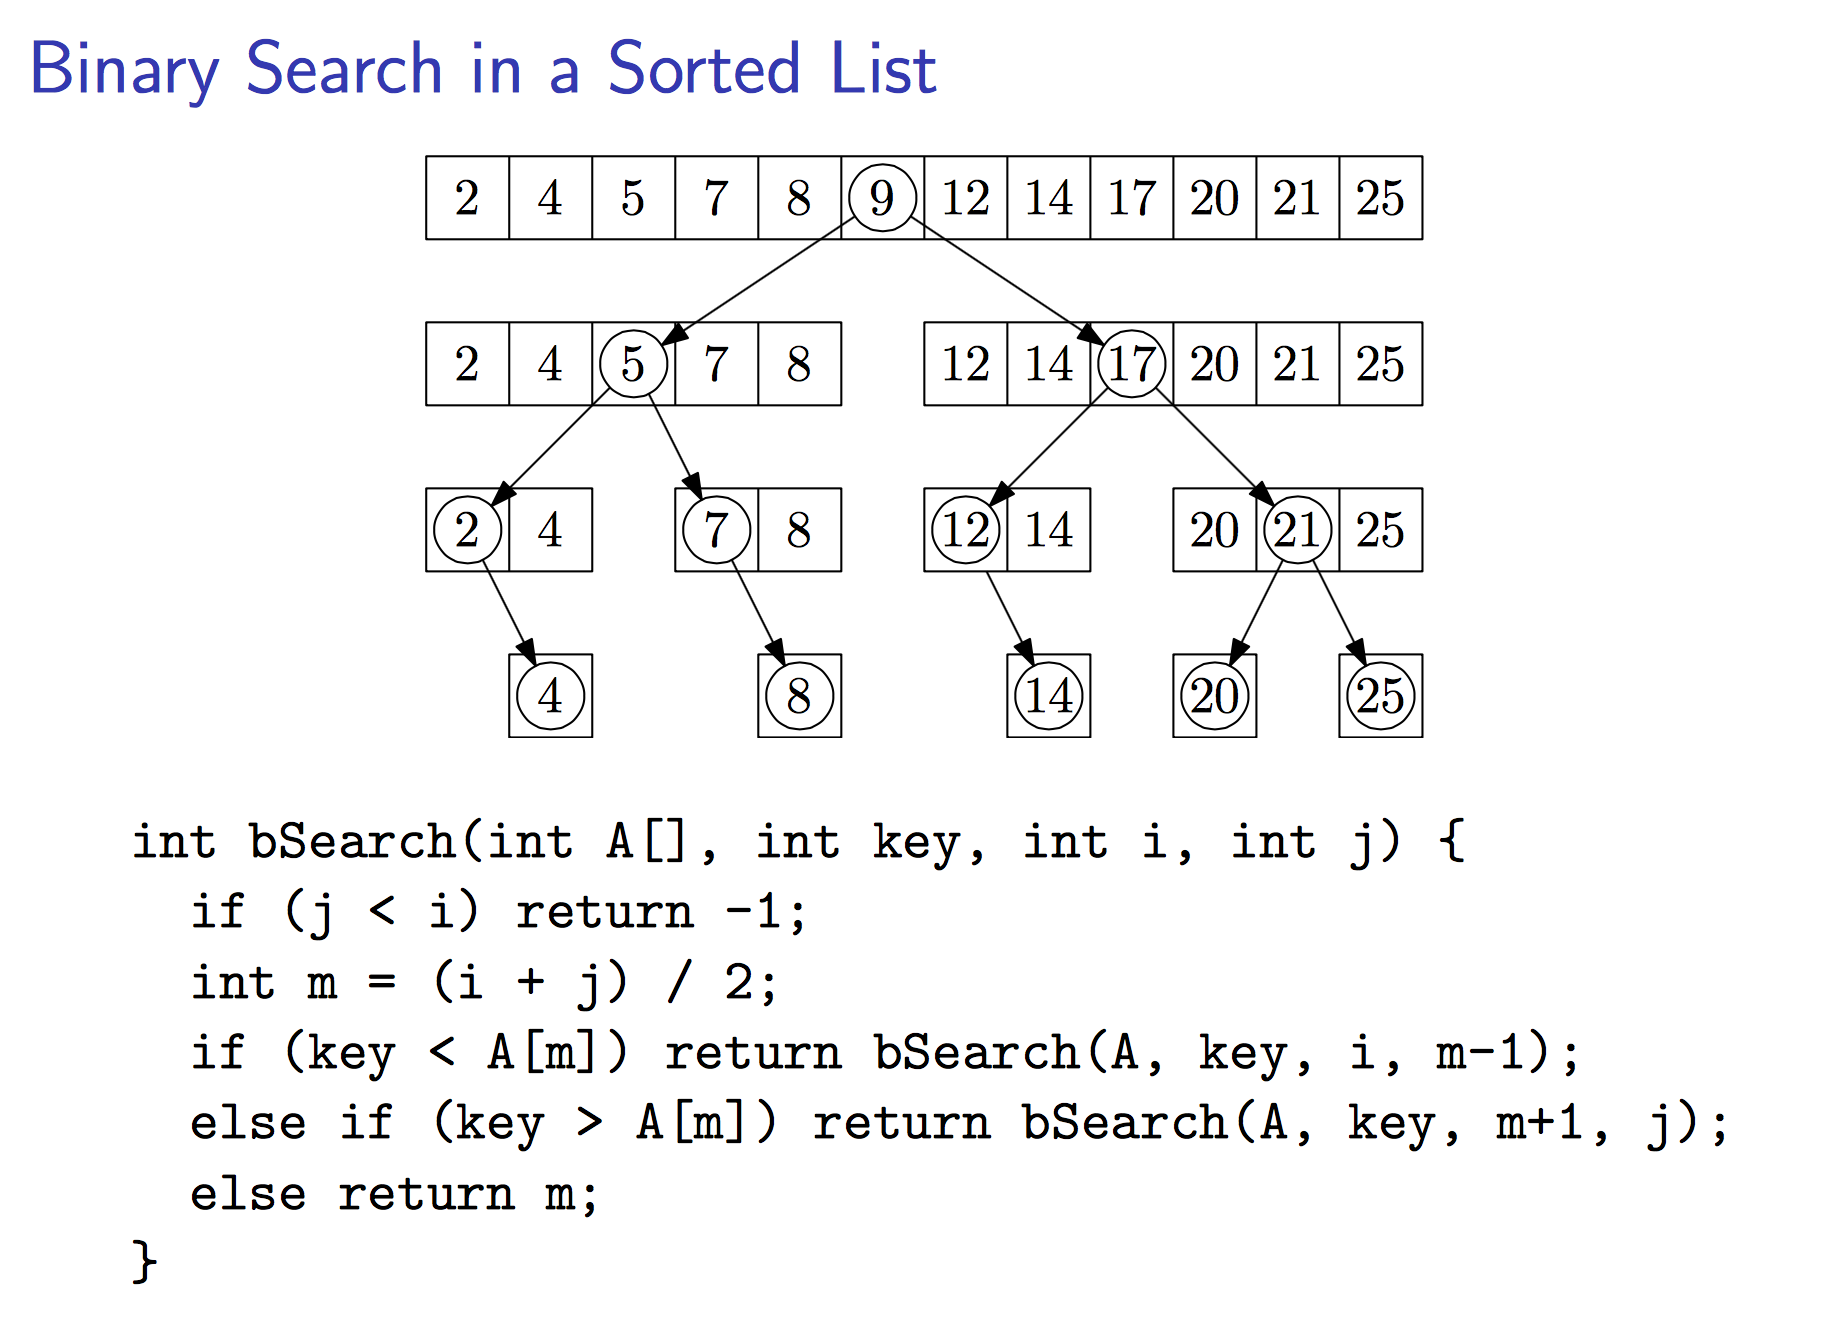 Binary Search in a Sorted List
2 4 5 7 8 9 12 14 17 20 21 25
2 4 5 7 8 12 14 17 20 21 25
2 4 7 8 12 14 20 21 25
4 8 14 20 25
int bSearch(int A[], int key, int i, int j) {
if (j < i) return -1;
int m = (i + j) / 2;
if (key < A[m]) return bSearch(A, key, i, m-1);
else if (key > A[m]) return bSearch(A, key, m+1, j);
else return m;
}